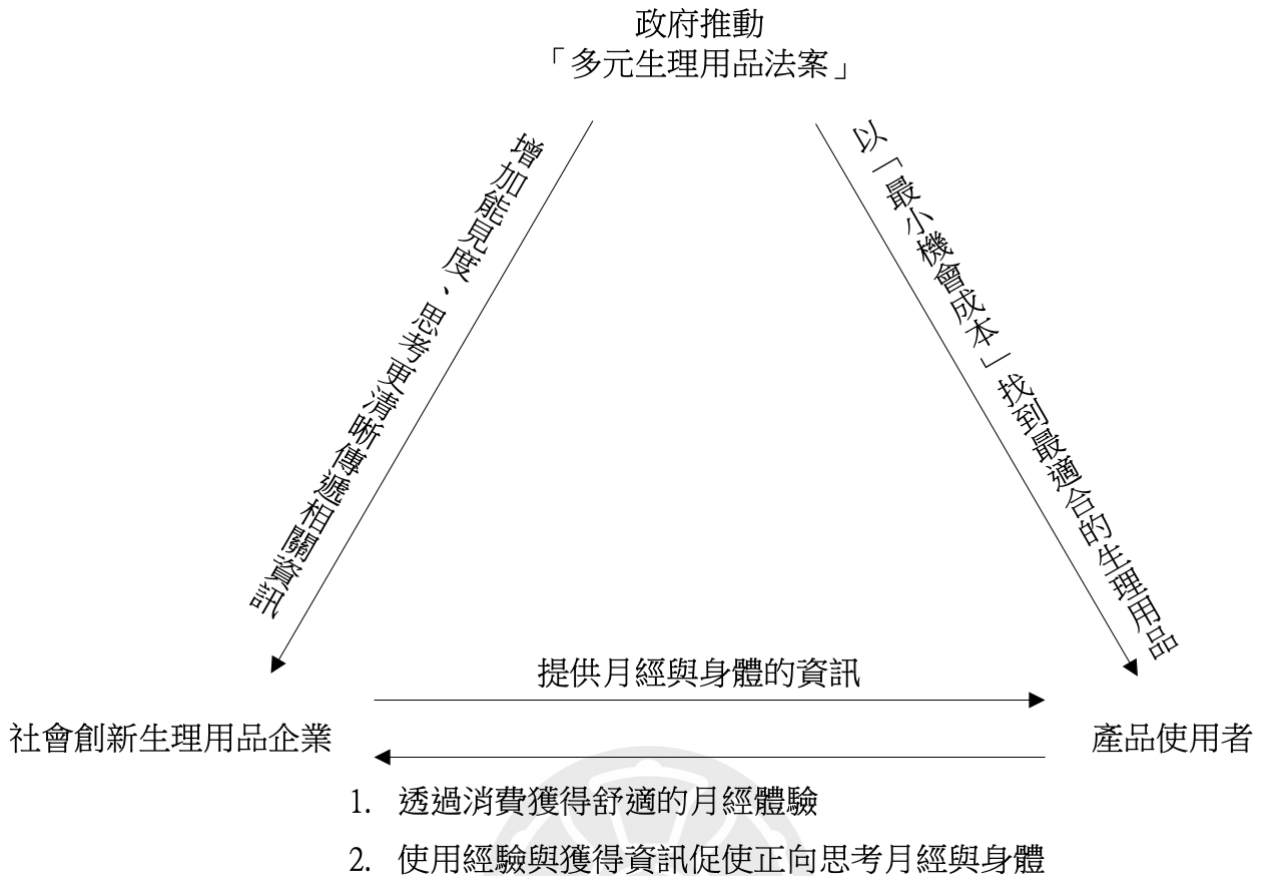 政府推動
「多元生理用品法案」
增加能見度、思考更清晰傳遞相關資訊
以「最小機會成本」找到最適合的生理用品
提供月經與身體的資訊
社會創新生理用品企業
產品使用者
1. 透過消費獲得舒適的月經體驗
2. 使用經驗與獲得資訊促使正向思考月經與身體